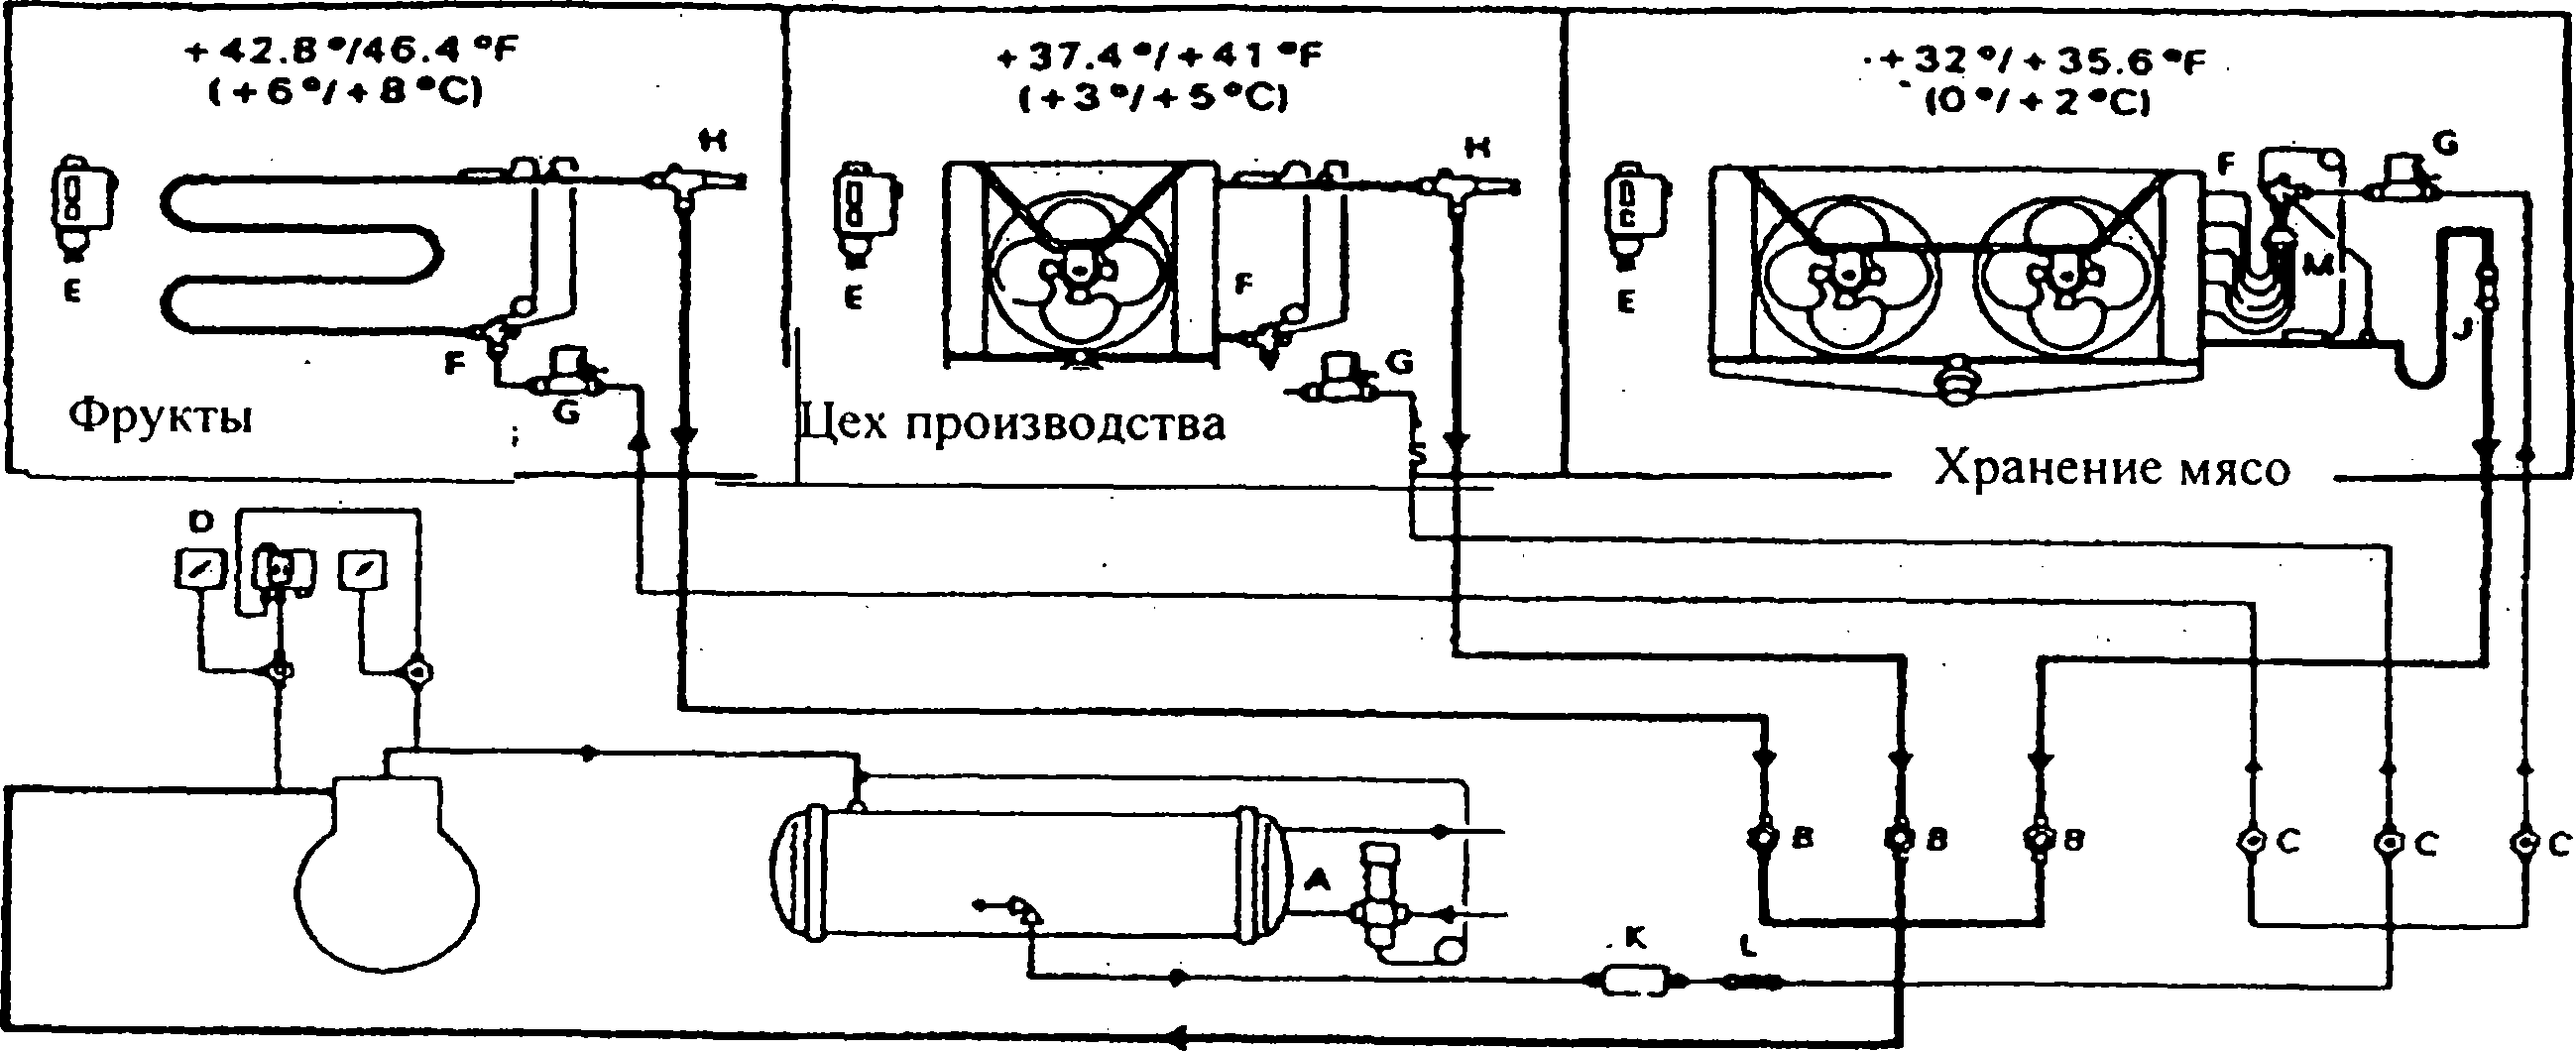 + 42.8 °/46.4 °F
( + 6 °/ + 8 °C)
+ 37.4 °/ + 41 °F
( + 3 °/ + 5 °C)
+ 32 °/ + 35.6 °F
(0 °/ + 2 °C)
H
H
G
F
E
E
E
F
M
J
F
G
G
Фрукты
Цех производства
S
Хранение мясо
D
B
B
B
C
C
C
A
K
L